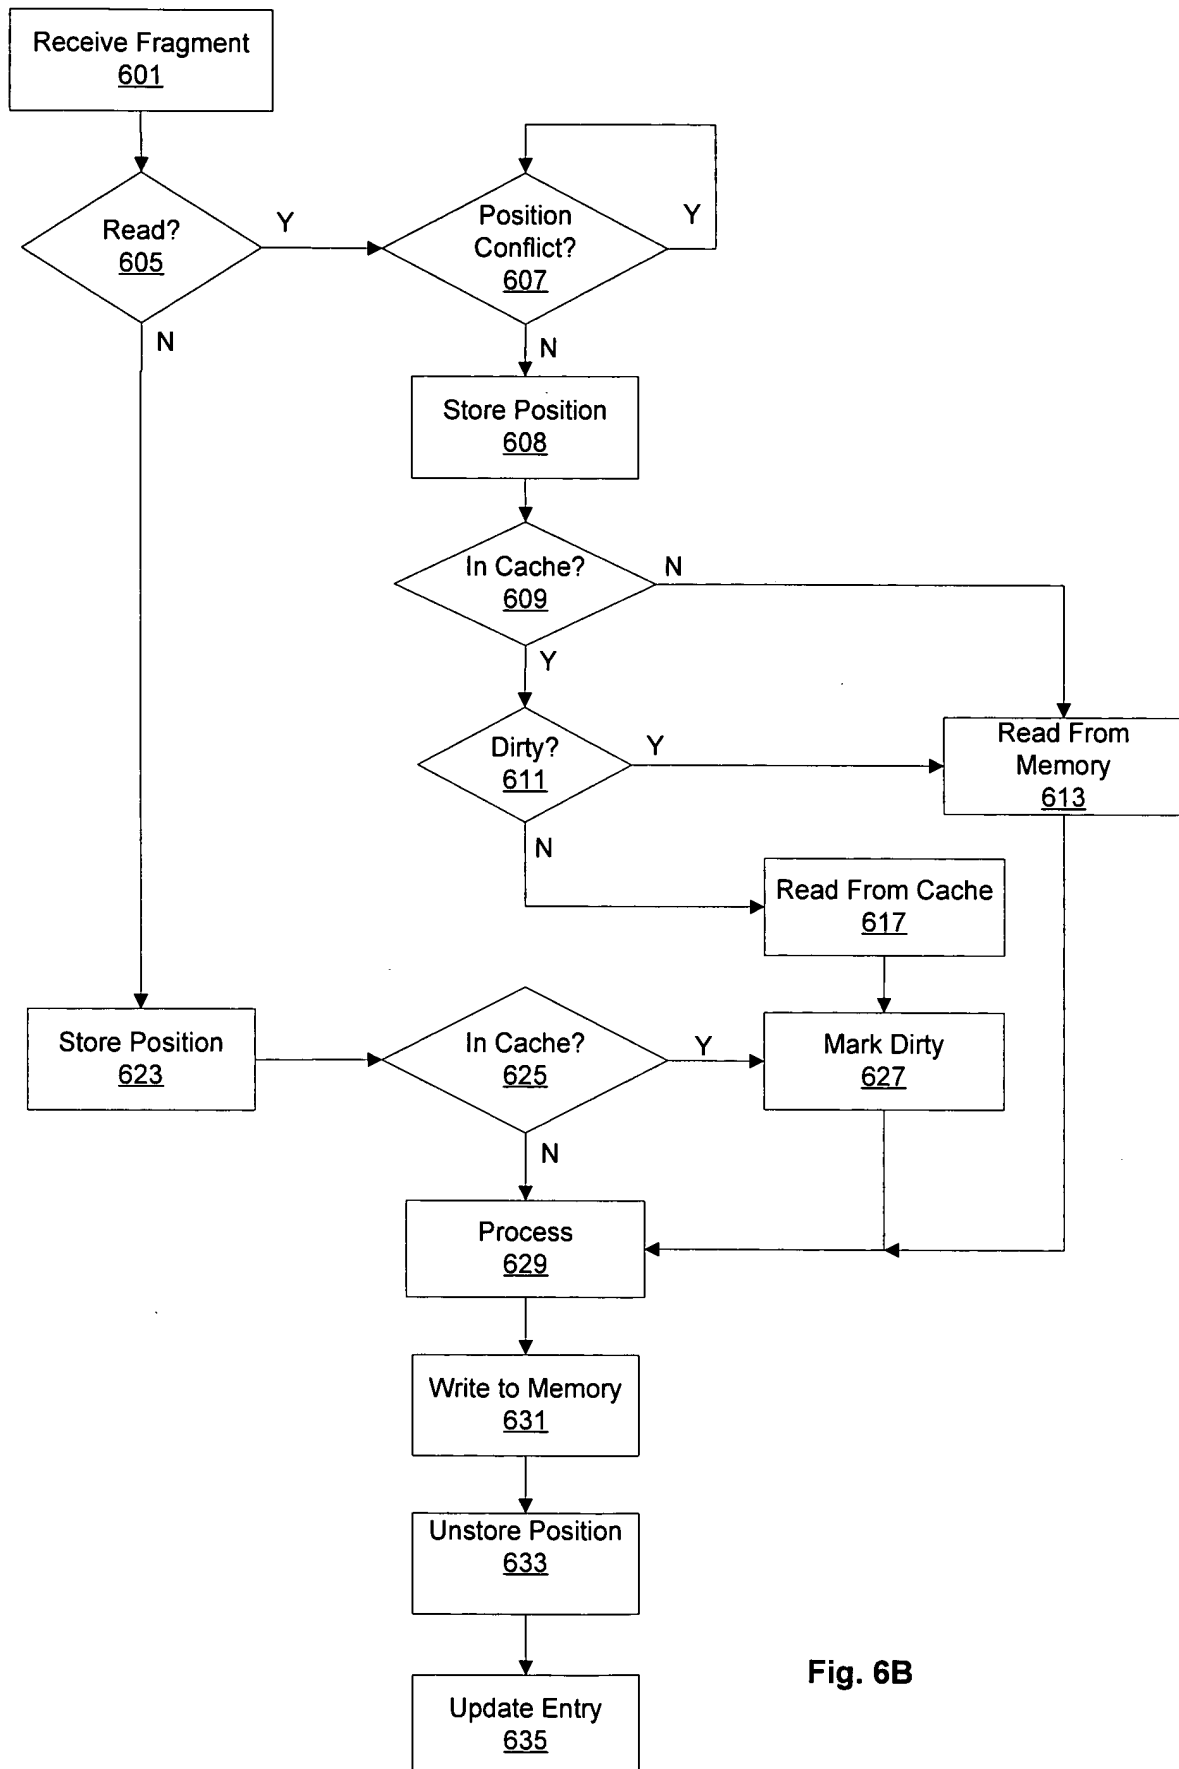 Receive Fragment
601
Read?
605
Y
N
Position
Conflict?
607
Y
N
Store Position
608
In Cache?
609
N
Y
Dirty?
611
Y
N
Read From
Memory
613
Read From Cache
617
Store Position
623
In Cache?
625
Y
N
Mark Dirty
627
Process
629
Write to Memory
631
Unstore Position
633
Update Entry
635
Fig. 6B